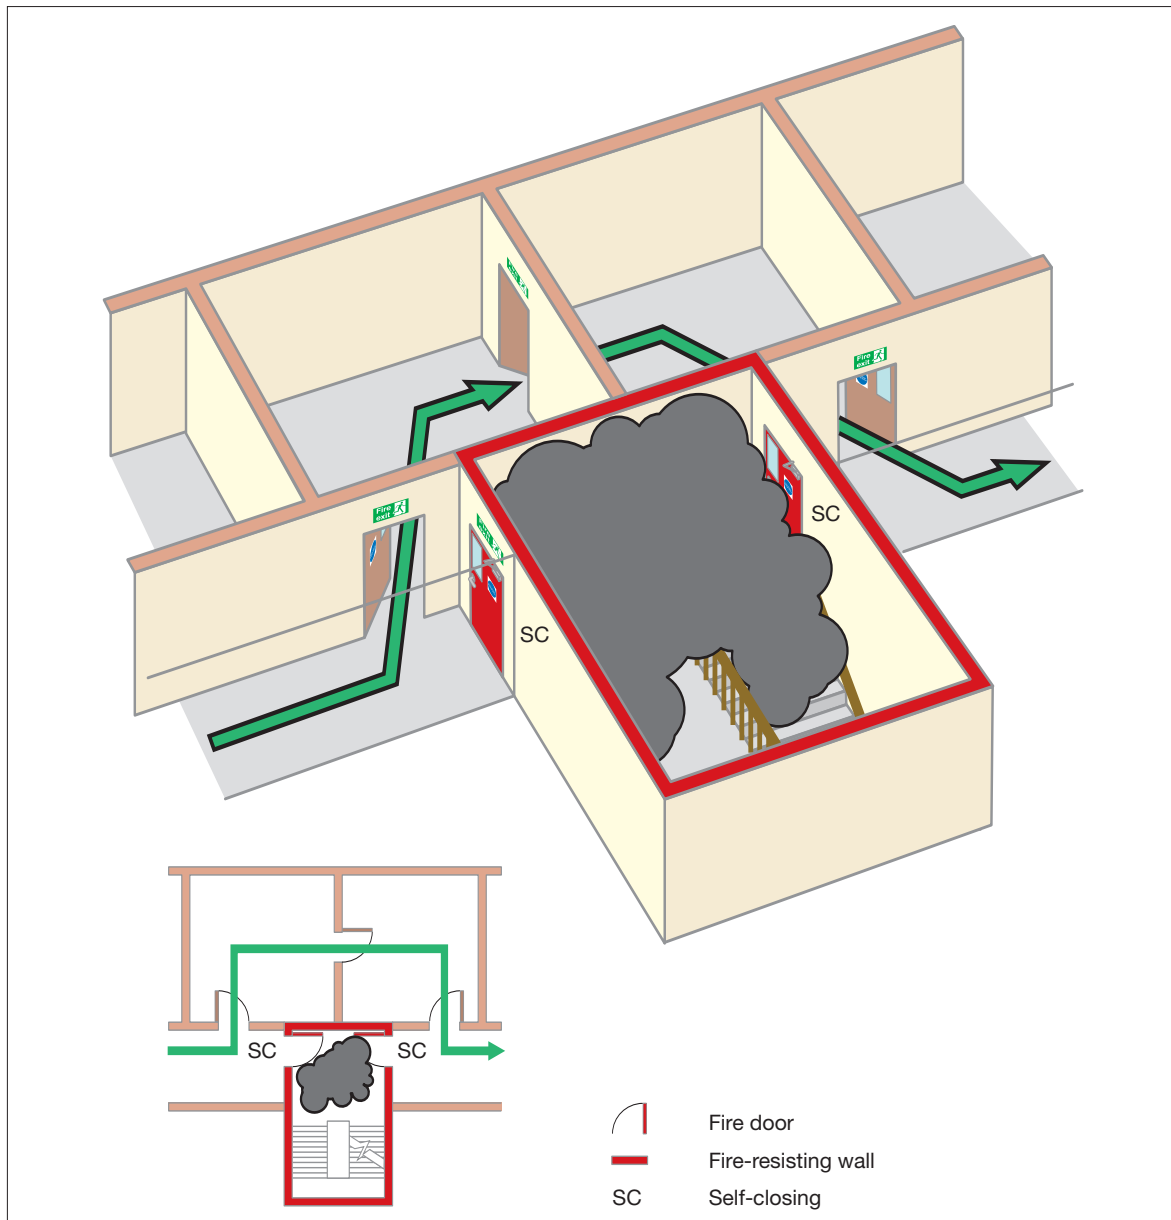 Fire
exit
Fire
exit
SC
SC
SC
SC
Fire door
Fire-resisting wall
SC
Self-closing